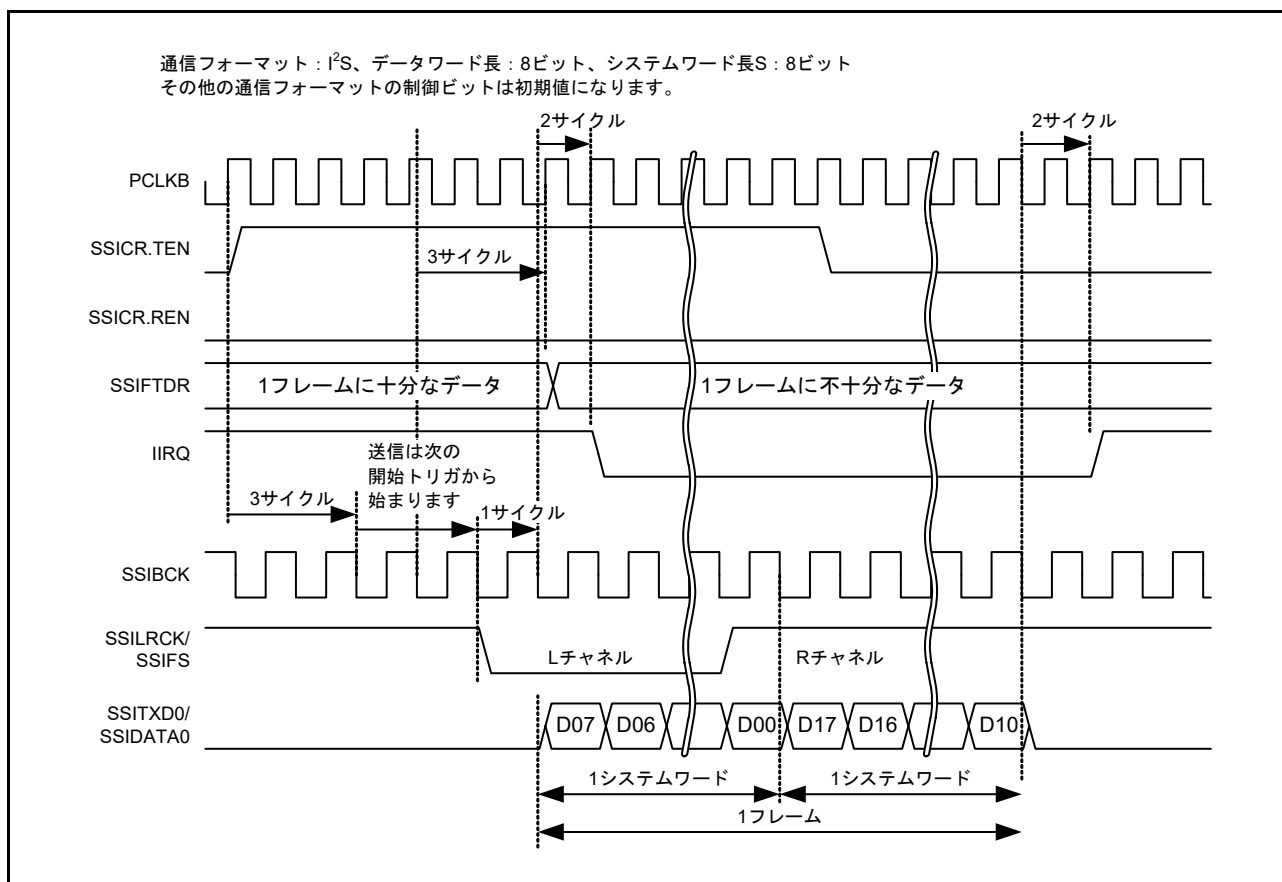 通信フォーマット：I²S、データワード長：8ビット、システムワード長S：8ビット
その他の通信フォーマットの制御ビットは初期値になります。
2サイクル
2サイクル
PCLKB
SSICR.TEN
3サイクル
SSICR.REN
SSIFTDR
1フレームに十分なデータ
1フレームに不十分なデータ
IIRQ
送信は次の
開始トリガから
始まります
3サイクル
1サイクル
SSIBCK
SSILRCK/
SSIFS
Lチャネル
Rチャネル
SSITXD0/
SSIDATA0
D07
D06
D00
D17
D16
D10
1システムワード
1システムワード
1フレーム